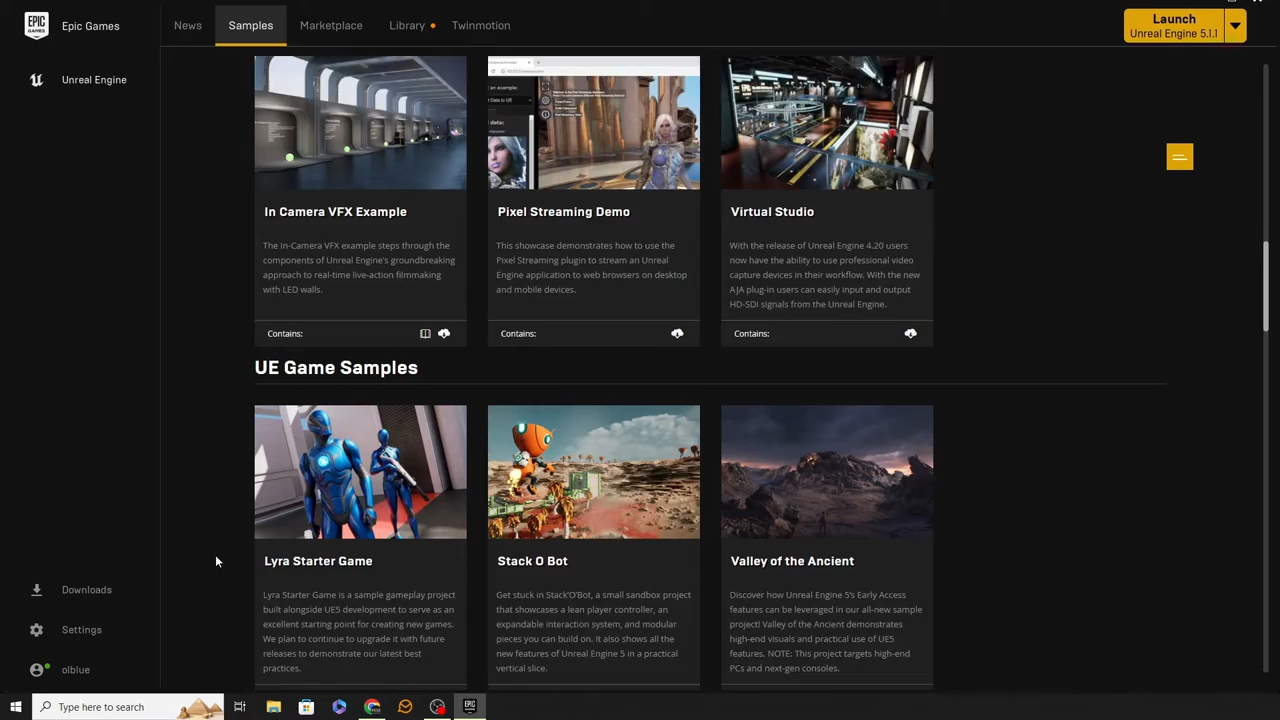 EPIC GAMES
Epic Games
News
Samples
Marketplace
Library
Twinmotion
Launch
Unreal Engine 5.1.1
Unreal Engine
an example:
Data to UE
data:
In Camera VFX Example
The In-Camera VFX example steps through the
components of Unreal Engine's groundbreaking
approach to real-time live-action filmmaking
with LED walls.
Contains:
Pixel Streaming Demo
This showcase demonstrates how to use the
Pixel Streaming plugin to stream an Unreal
Engine application to web browsers on desktop
and mobile devices.
Contains:
Virtual Studio
With the release of Unreal Engine 4.20 users
now have the ability to use professional video
capture devices in their workflow. With the new
AJA plug-in users can easily input and output
HD-SDI signals from the Unreal Engine.
Contains:
UE Game Samples
Lyra Starter Game
Lyra Starter Game is a sample gameplay project
built alongside UE5 development to serve as an
excellent starting point for creating new games.
We plan to continue to upgrade it with future
releases to demonstrate our latest best
practices.
Stack O Bot
Get stuck in Stack'O'Bot, a small sandbox project
that showcases a lean player controller, an
expandable interaction system, and modular
pieces you can build on. It also shows all the
new features of Unreal Engine 5 in a practical
vertical slice.
Valley of the Ancient
Discover how Unreal Engine 5's Early Access
features can be leveraged in our all-new sample
project! Valley of the Ancient demonstrates
high-end visuals and practical use of UE5
features. NOTE: This project targets high-end
PCs and next-gen consoles.
Downloads
Settings
olblue
Type here to search